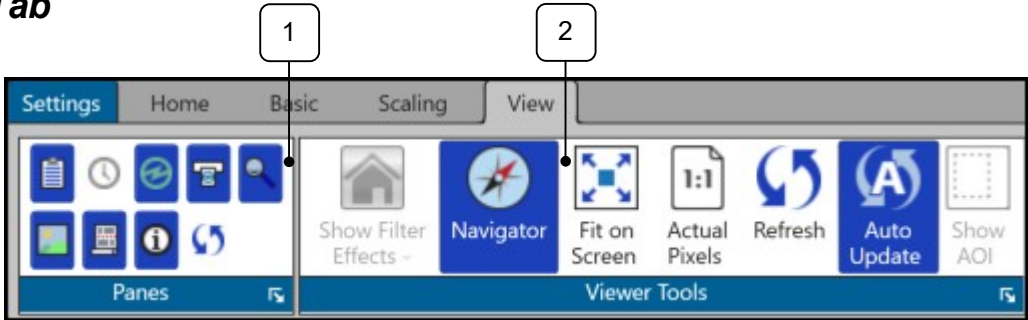 Tab
1 2
Settings Home Basic Scaling View
Show Filter Effects
Navigator
Fit on Screen
1:1
Actual Pixels
Refresh
A
Auto Update
Show AOI
Panes
Viewer Tools